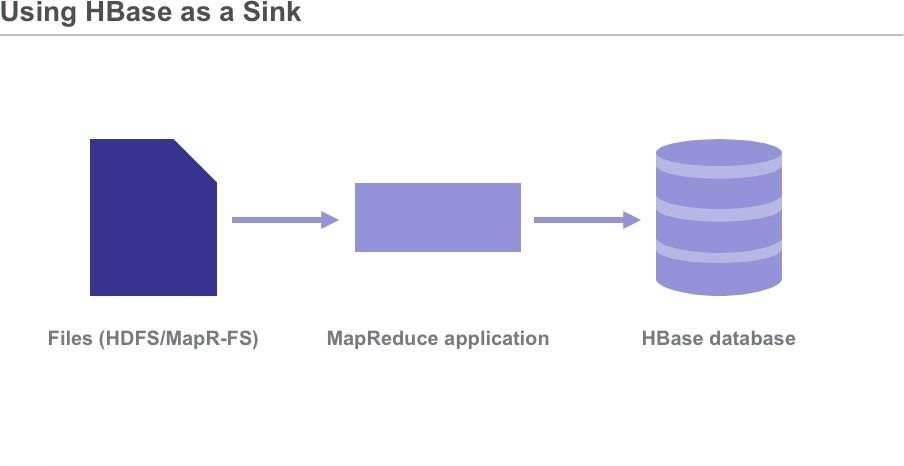 Using HBase as a Sink
Files (HDFS/MapR-FS)
MapReduce application
HBase database